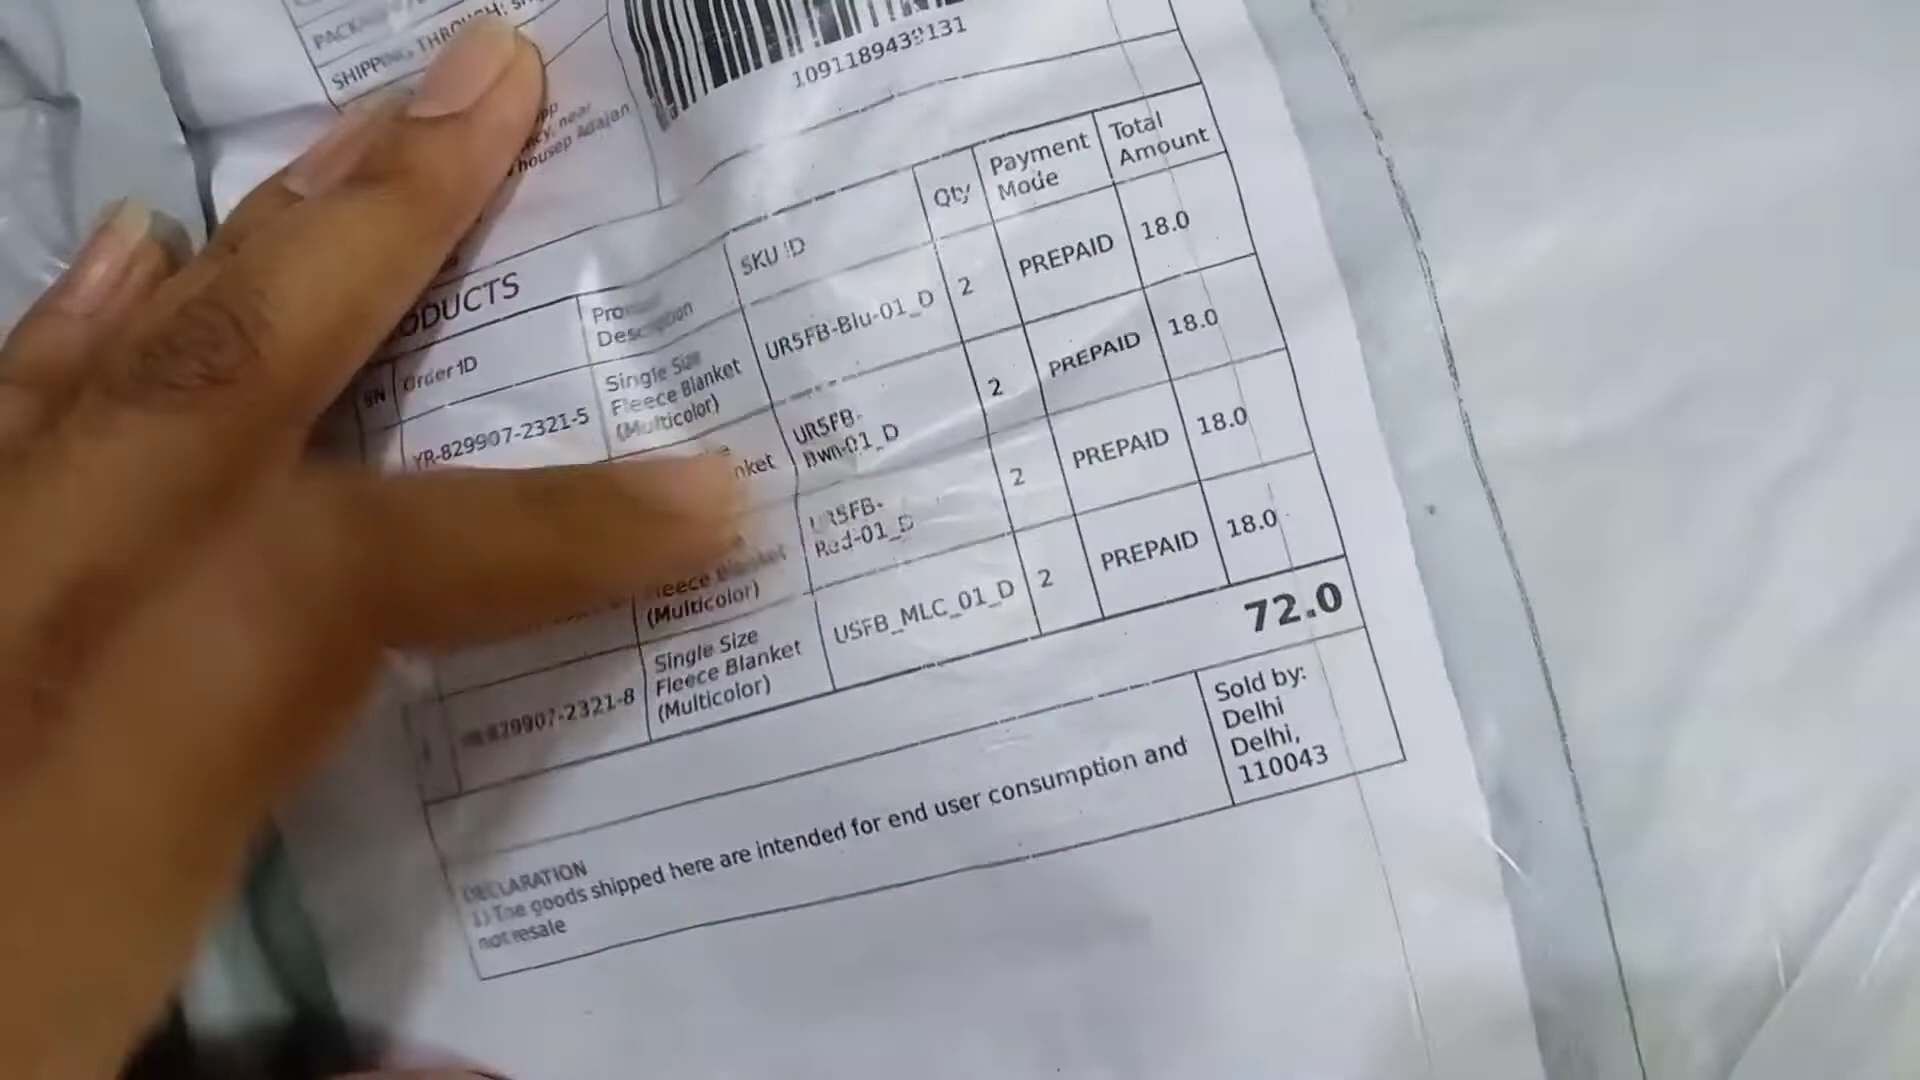 SHIPPING THROUGH:
1091189439131
near
housep Adajan
SN
Order ID
Description
SKU ID
Qty
Payment
Mode
Total
Amount
YR-829907-2321-5
Single Size
Fleece Blanket
(Multicolor)
UR5FB-Blu-01_D
2
PREPAID
18.0
UR5FB-
Bwn-01_D
2
PREPAID
18.0
Blanket
(Multicolor)
Red-01_D
2
PREPAID
18.0
829907-2321-8
Single Size
Fleece Blanket
(Multicolor)
USFB_MLC_01_D
2
PREPAID
18.0
72.0
DECLARATION
1) The goods shipped here are intended for end user consumption and
not resale
Sold by:
Delhi
Delhi,
110043